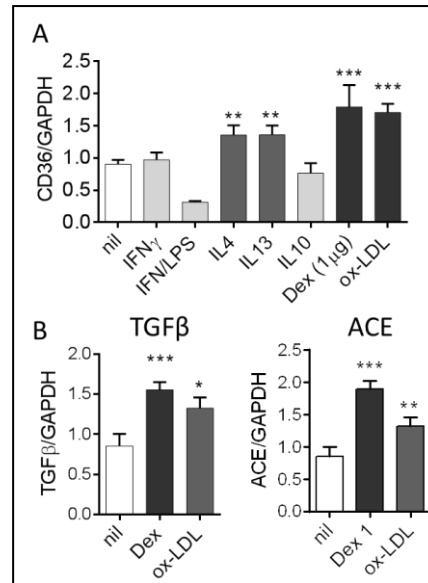 A
CD36/GAPDH
2.5
2.0
1.5
1.0
0.5
0.0
** ** *** ***
nil IFNγ IFN/LPS IL4 IL13 IL10 Dex (1μg) ox-LDL
B
TGFβ
TGFβ/GAPDH
2.0
1.5
1.0
0.5
0.0
*** *
nil Dex ox-LDL
ACE
ACE/GAPDH
2.5
2.0
1.5
1.0
0.5
0.0
*** **
nil Dex 1 ox-LDL